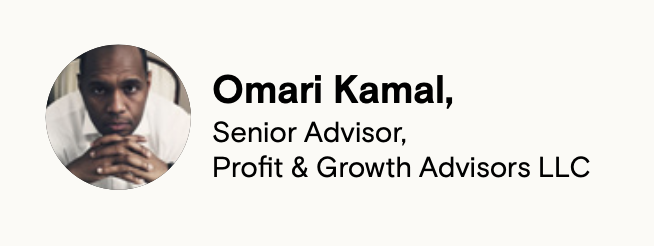 Omari Kamal,
Senior Advisor,
Profit & Growth Advisors LLC